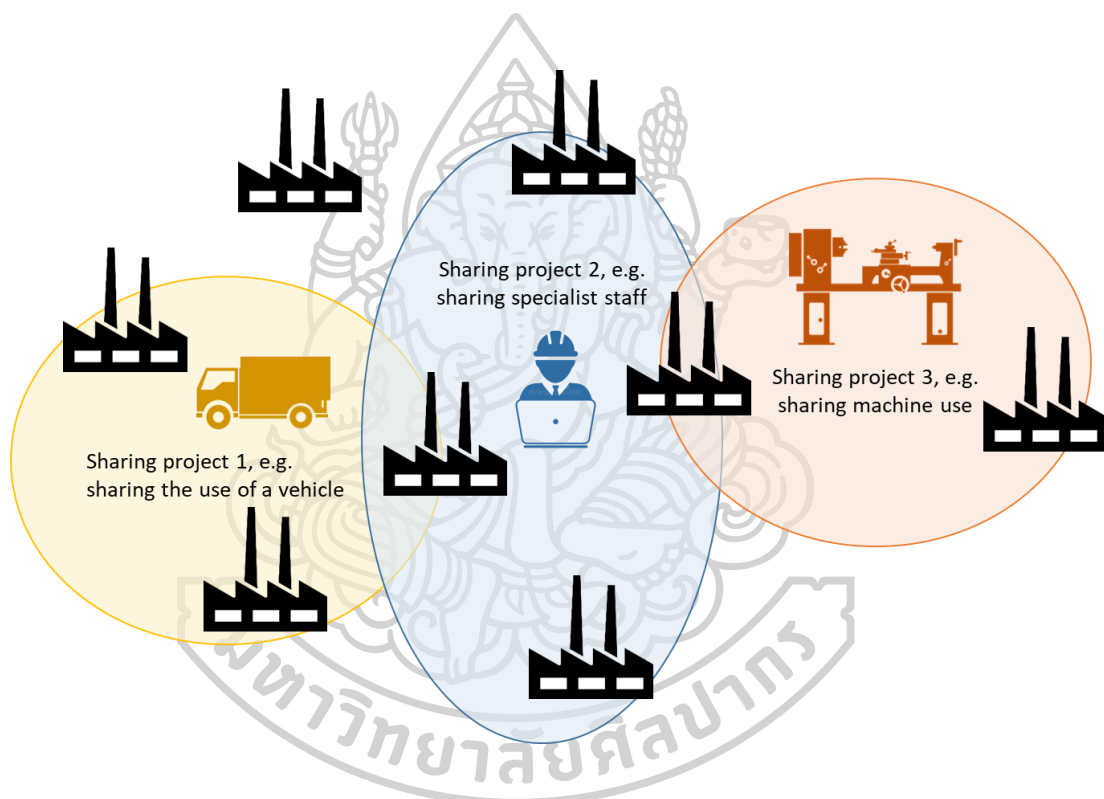 Sharing project 2, e.g.
sharing specialist staff
Sharing project 3, e.g.
sharing machine use
Sharing project 1, e.g.
sharing the use of a vehicle
มหาวิทยาลัยศิลปากร